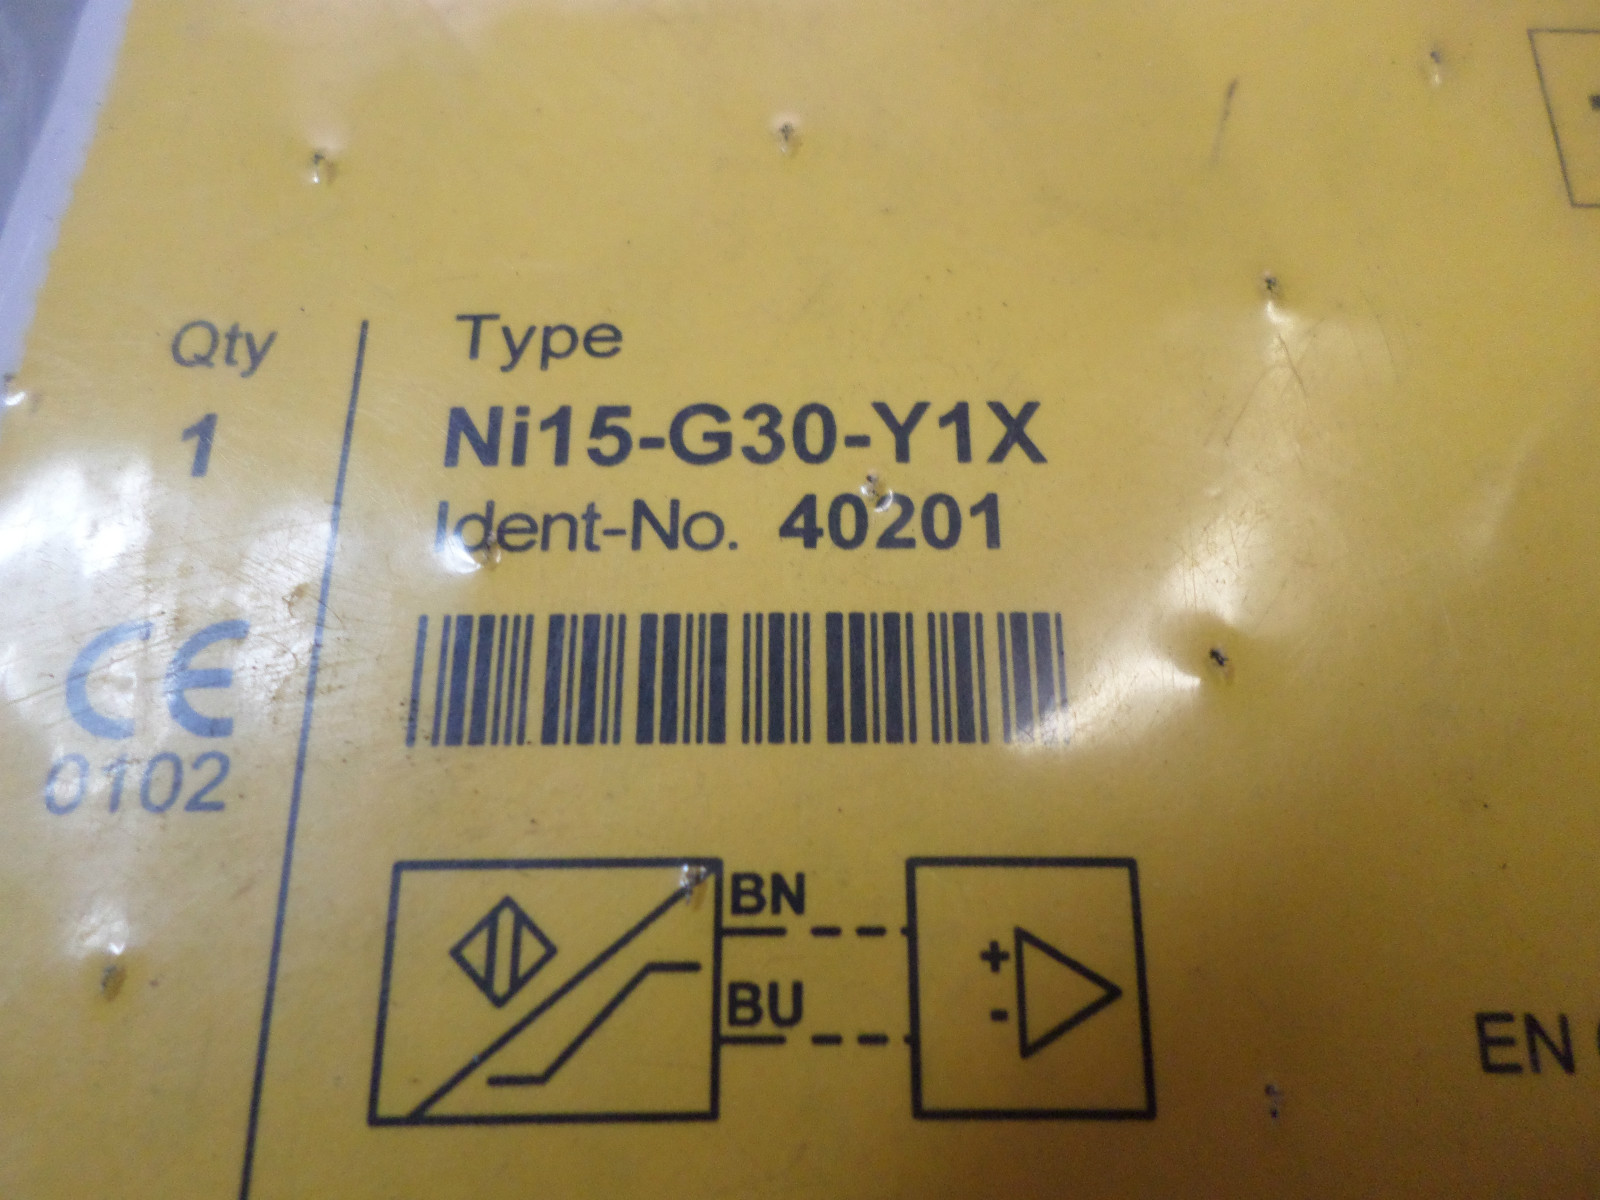 Qty
Type
1
Ni15-G30-Y1X
Ident-No. 40201
CE
0102
BN
+
BU
-
EN